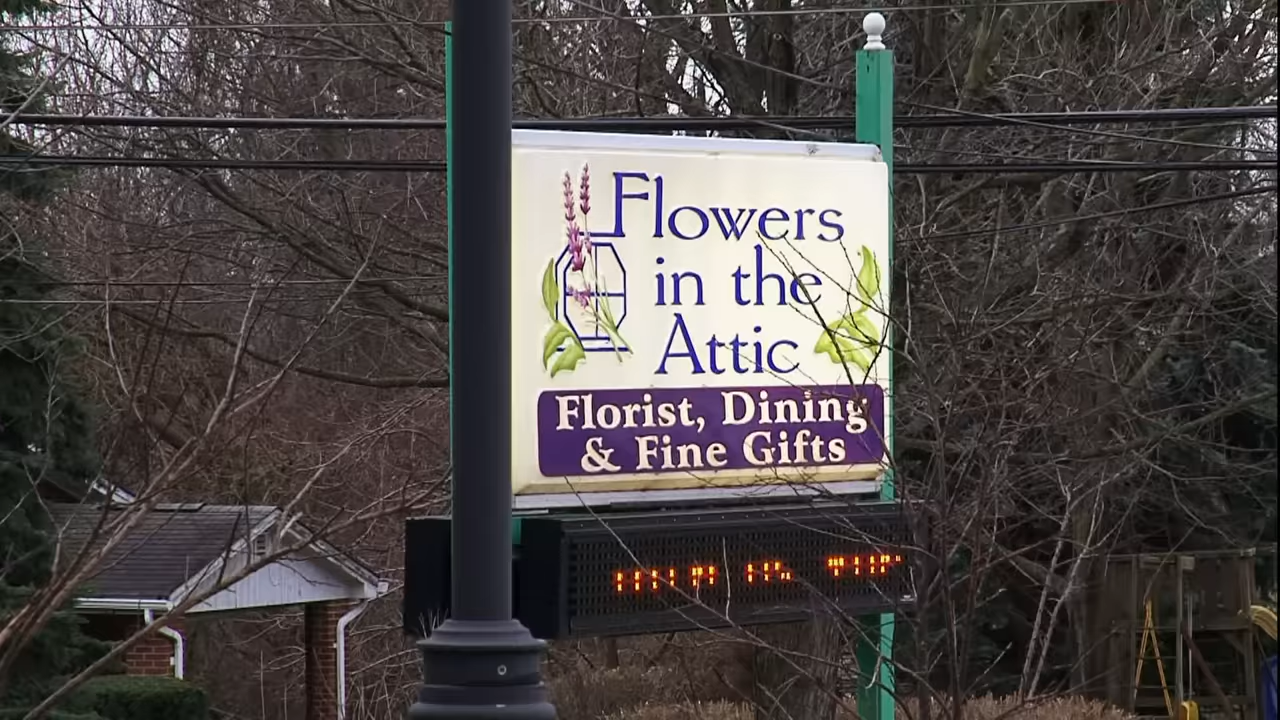 Flowers
in the
Attic
Florist, Dining
& Fine Gifts